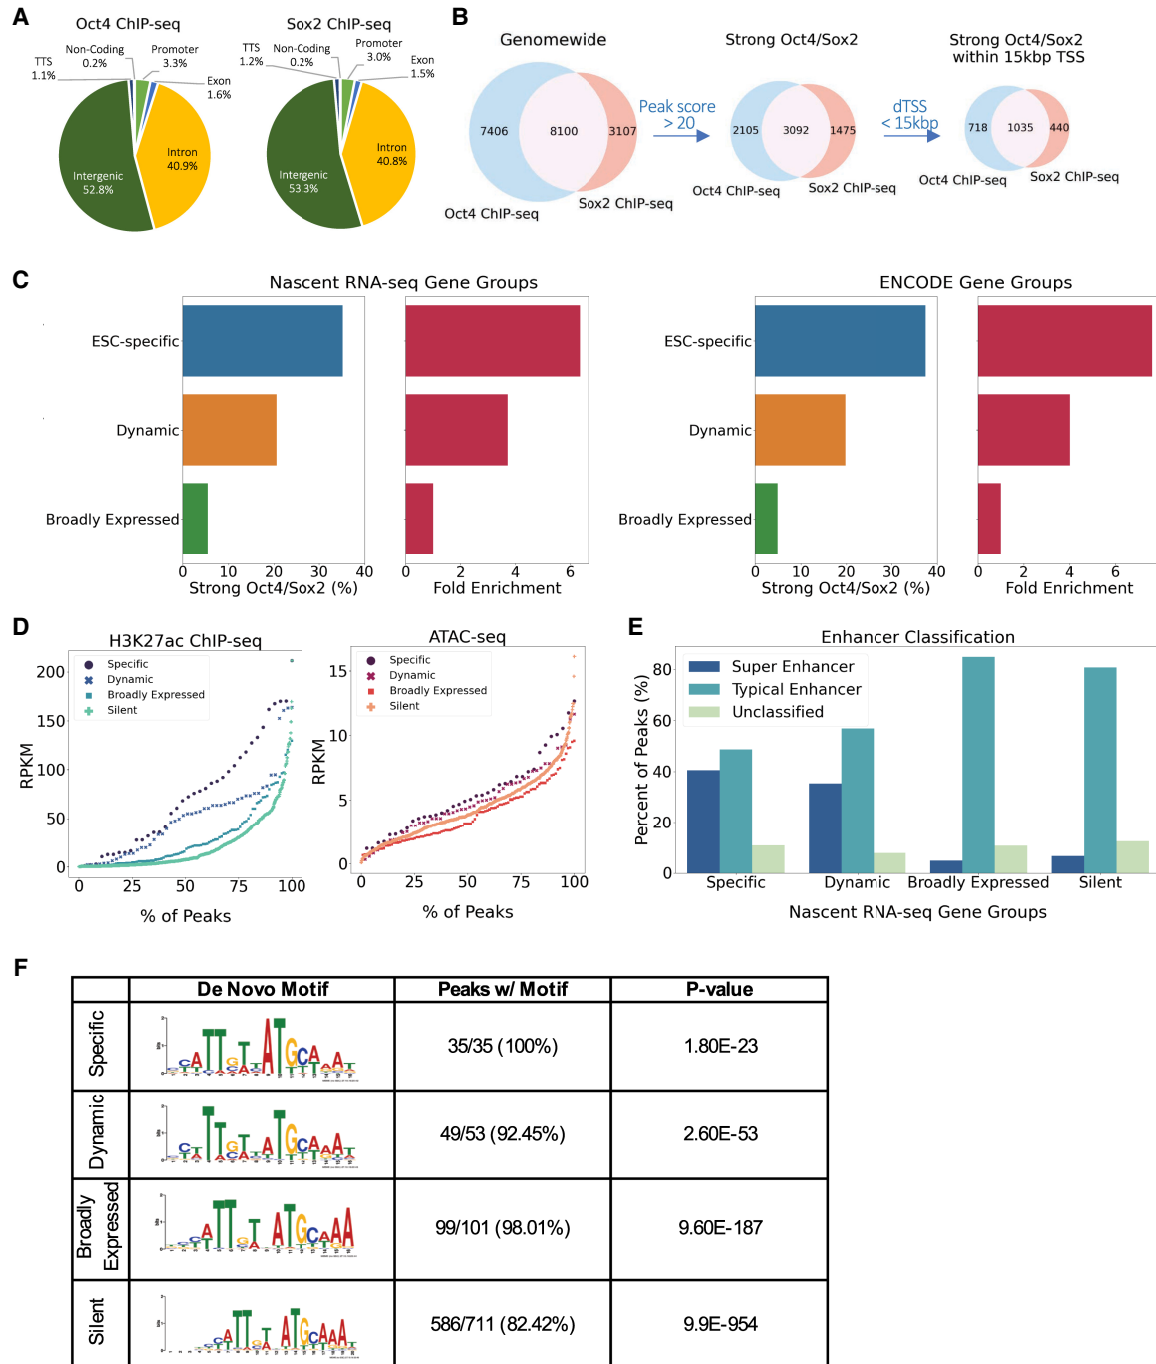 A
Oct4 ChIP-seq
Sox2 ChIP-seq
TTS
1.1%
Non-Coding
0.2%
Promoter
3.3%
Exon
1.6%
Intron
40.9%
Intergenic
52.8%
TTS
1.2%
Non-Coding
0.2%
Promoter
3.0%
Exon
1.5%
Intron
40.8%
Intergenic
53.3%
B
Genomewide
7406
8100
3107
Oct4 ChIP-seq
Sox2 ChIP-seq
Peak score
> 20
Strong Oct4/Sox2
2105
3092
1475
Oct4 ChIP-seq
Sox2 ChIP-seq
dTSS
< 15kbp
Strong Oct4/Sox2
within 15kbp TSS
718
1035
440
Oct4 ChIP-seq
Sox2 ChIP-seq
C
Nascent RNA-seq Gene Groups
ESC-specific
Dynamic
Broadly Expressed
0 10 20 30 40
Strong Oct4/Sox2 (%)
0 2 4 6
Fold Enrichment
ENCODE Gene Groups
ESC-specific
Dynamic
Broadly Expressed
0 10 20 30 40
Strong Oct4/Sox2 (%)
0 2 4 6
Fold Enrichment
D
H3K27ac ChIP-seq
Specific
Dynamic
Broadly Expressed
Silent
RPKM
200
150
100
50
0
0 25 50 75 100
% of Peaks
ATAC-seq
Specific
Dynamic
Broadly Expressed
Silent
RPKM
15
10
5
0
0 25 50 75 100
% of Peaks
E
Enhancer Classification
Super Enhancer
Typical Enhancer
Unclassified
Percent of Peaks (%)
80
60
40
20
0
Specific Dynamic Broadly Expressed Silent
Nascent RNA-seq Gene Groups
F
De Novo Motif Peaks w/ Motif P-value
Specific
35/35 (100%) 1.80E-23
Dynamic
49/53 (92.45%) 2.60E-53
Broadly
Expressed
99/101 (98.01%) 9.60E-187
Silent
586/711 (82.42%) 9.9E-954